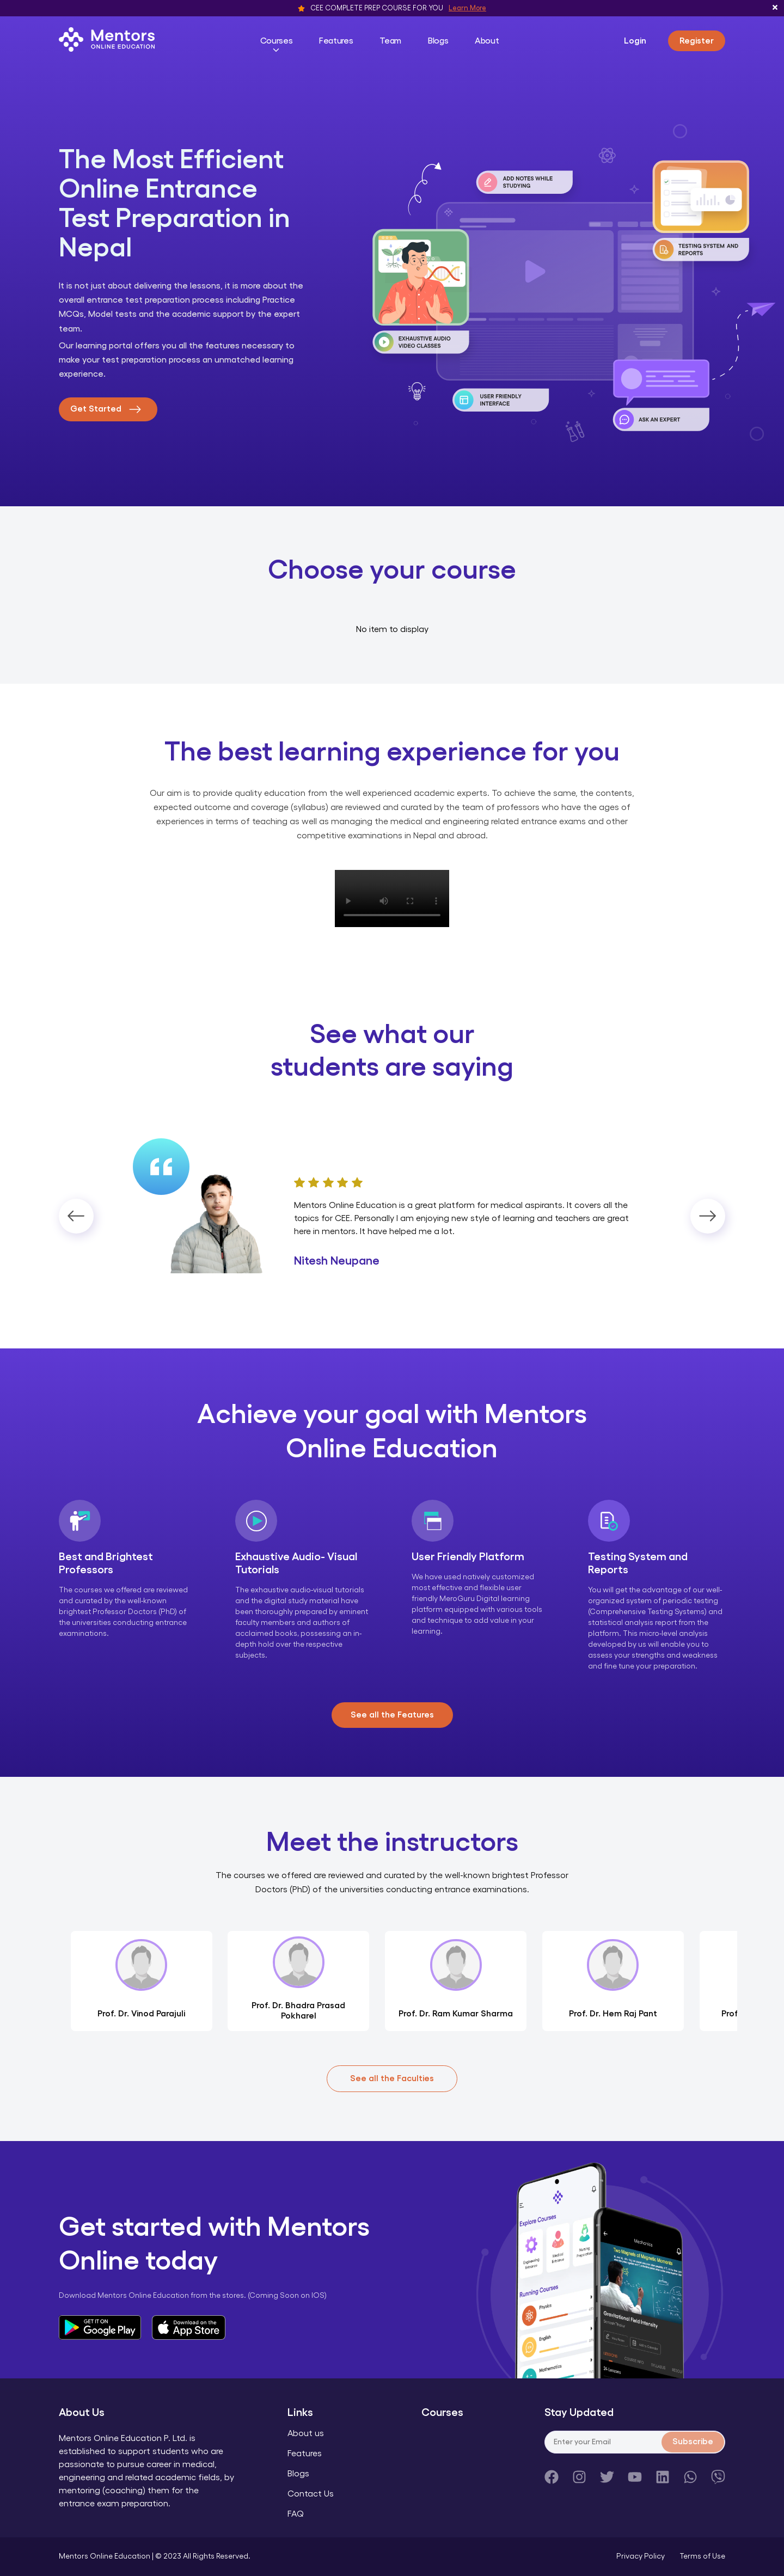 CEE COMPLETE PREP COURSE FOR YOU Learn More
Mentors
ONLINE EDUCATION
Courses Features Team Blogs About
Login Register
The Most Efficient
Online Entrance
Test Preparation in
Nepal
It is not just about delivering the lessons, it is more about the
overall entrance test preparation process including Practice
MCQs, Model tests and the academic support by the expert
team.
Our learning portal offers you all the features necessary to
make your test preparation process an unmatched learning
experience.
Get Started
ADD NOTES WHILE
STUDYING
TESTING SYSTEM AND
REPORTS
EXHAUSTIVE AUDIO
VIDEO CLASSES
USER FRIENDLY
INTERFACE
ASK AN EXPERT
Choose your course
No item to display
The best learning experience for you
Our aim is to provide quality education from the well experienced academic experts. To achieve the same, the contents,
expected outcome and coverage (syllabus) are reviewed and curated by the team of professors who have the ages of
experiences in terms of teaching as well as managing the medical and engineering related entrance exams and other
competitive examinations in Nepal and abroad.
See what our
students are saying
Mentors Online Education is a great platform for medical aspirants. It covers all the
topics for CEE. Personally I am enjoying new style of learning and teachers are great
here in mentors. It have helped me a lot.
Nitesh Neupane
Achieve your goal with Mentors
Online Education
Best and Brightest
Professors
The courses we offered are reviewed
and curated by the well-known
brightest Professor Doctors (PhD) of
the universities conducting entrance
examinations.
Exhaustive Audio- Visual
Tutorials
The exhaustive audio-visual tutorials
and the digital study material have
been thoroughly prepared by eminent
faculty members and authors of
acclaimed books, possessing an in-
depth hold over the respective
subjects.
User Friendly Platform
We have used natively customized
most effective and flexible user
friendly MeroGuru Digital learning
platform equipped with various tools
and technique to add value in your
learning.
Testing System and
Reports
You will get the advantage of our well-
organized system of periodic testing
(Comprehensive Testing Systems) and
statistical analysis report from the
platform. This micro-level analysis
developed by us will enable you to
assess your strengths and weakness
and fine tune your preparation.
See all the Features
Meet the instructors
The courses we offered are reviewed and curated by the well-known brightest Professor
Doctors (PhD) of the universities conducting entrance examinations.
Prof. Dr. Vinod Parajuli
Prof. Dr. Bhadra Prasad
Pokharel
Prof. Dr. Ram Kumar Sharma
Prof. Dr. Hem Raj Pant
Prof
See all the Faculties
Get started with Mentors
Online today
Download Mentors Online Education from the stores. (Coming Soon on IOS)
GET IT ON
Google Play
Download on the
App Store
Explore Courses
Running Courses
Physics
English
Mathematics
Mechanics
Gravitational Field Intensity
About Us
Mentors Online Education P. Ltd. is
established to support students who are
passionate to pursue career in medical,
engineering and related academic fields, by
mentoring (coaching) them for the
entrance exam preparation.
Links
About us
Features
Blogs
Contact Us
FAQ
Courses
Stay Updated
Enter your Email Subscribe
Mentors Online Education | © 2023 All Rights Reserved.
Privacy Policy Terms of Use